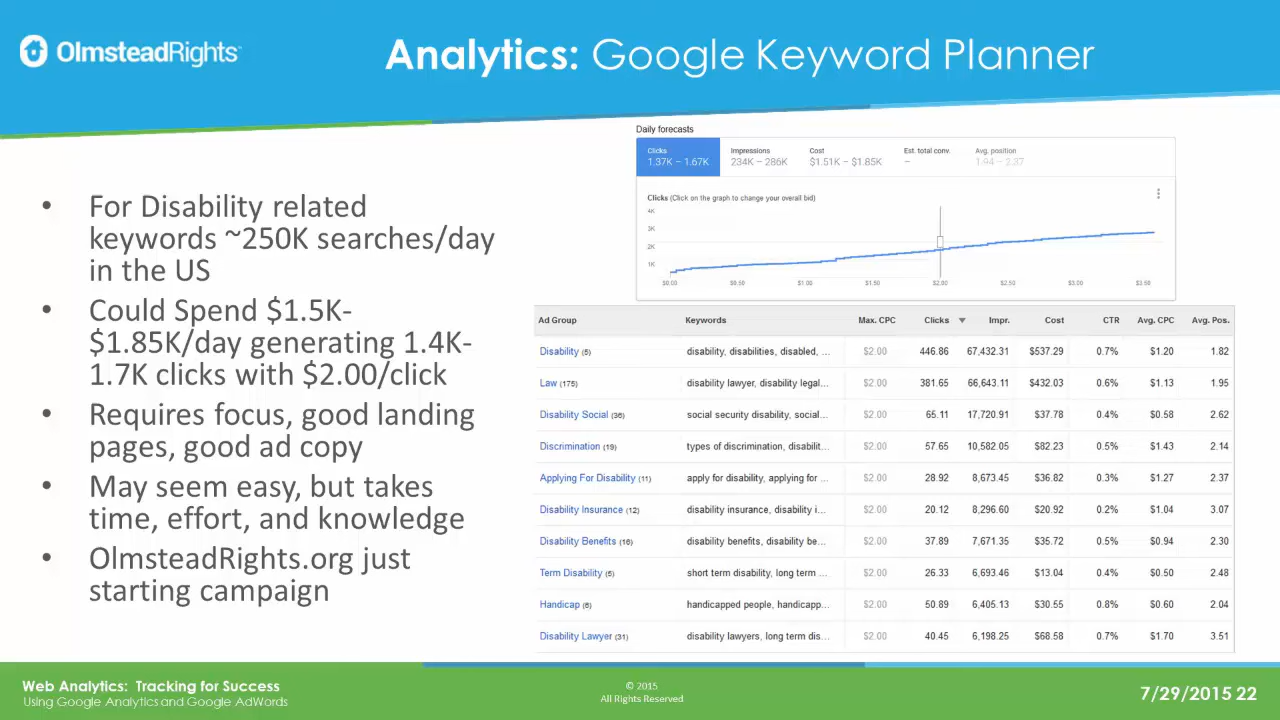 OlmsteadRights
Analytics: Google Keyword Planner
• For Disability related
keywords ~250K searches/day
in the US
• Could Spend $1.5K-
$1.85K/day generating 1.4K-
1.7K clicks with $2.00/click
• Requires focus, good landing
pages, good ad copy
• May seem easy, but takes
time, effort, and knowledge
• OlmsteadRights.org just
starting campaign
Daily forecasts
Clicks Impressions Cost Est. total conv. Avg. position
1.37K – 1.67K 234K – 286K $1.51K – $1.85K – 1.94 – 2.37
Clicks (Click on the graph to change your overall bid)
4K
3K
2K
1K
$0.00 $0.50 $1.00 $1.50 $2.00 $2.50 $3.00 $3.50
Ad Group Keywords Max. CPC Clicks Impr. Cost CTR Avg. CPC Avg. Pos.
Disability (5) disability, disabilities, disabled, ... $2.00 446.86 67,432.31 $537.29 0.7% $1.20 1.82
Law (175) disability lawyer, disability legal... $2.00 381.65 66,643.11 $432.03 0.6% $1.13 1.95
Disability Social (36) social security disability, social... $2.00 65.11 17,720.91 $37.78 0.4% $0.58 2.62
Discrimination (19) types of discrimination, disabilit... $2.00 57.65 10,582.05 $82.23 0.5% $1.43 2.14
Applying For Disability (11) apply for disability, applying for ... $2.00 28.92 8,673.45 $36.82 0.3% $1.27 2.37
Disability Insurance (12) disability insurance, disability i... $2.00 20.12 8,296.60 $20.92 0.2% $1.04 3.07
Disability Benefits (16) disability benefits, disability be... $2.00 37.89 7,671.35 $35.72 0.5% $0.94 2.30
Term Disability (5) short term disability, long term ... $2.00 26.33 6,693.46 $13.04 0.4% $0.50 2.48
Handicap (6) handicapped people, handicapp... $2.00 50.89 6,405.13 $30.55 0.8% $0.60 2.04
Disability Lawyer (31) disability lawyers, long term dis... $2.00 40.45 6,198.25 $68.58 0.7% $1.70 3.51
Web Analytics: Tracking for Success
Using Google Analytics and Google AdWords
© 2015
All Rights Reserved
7/29/2015 22